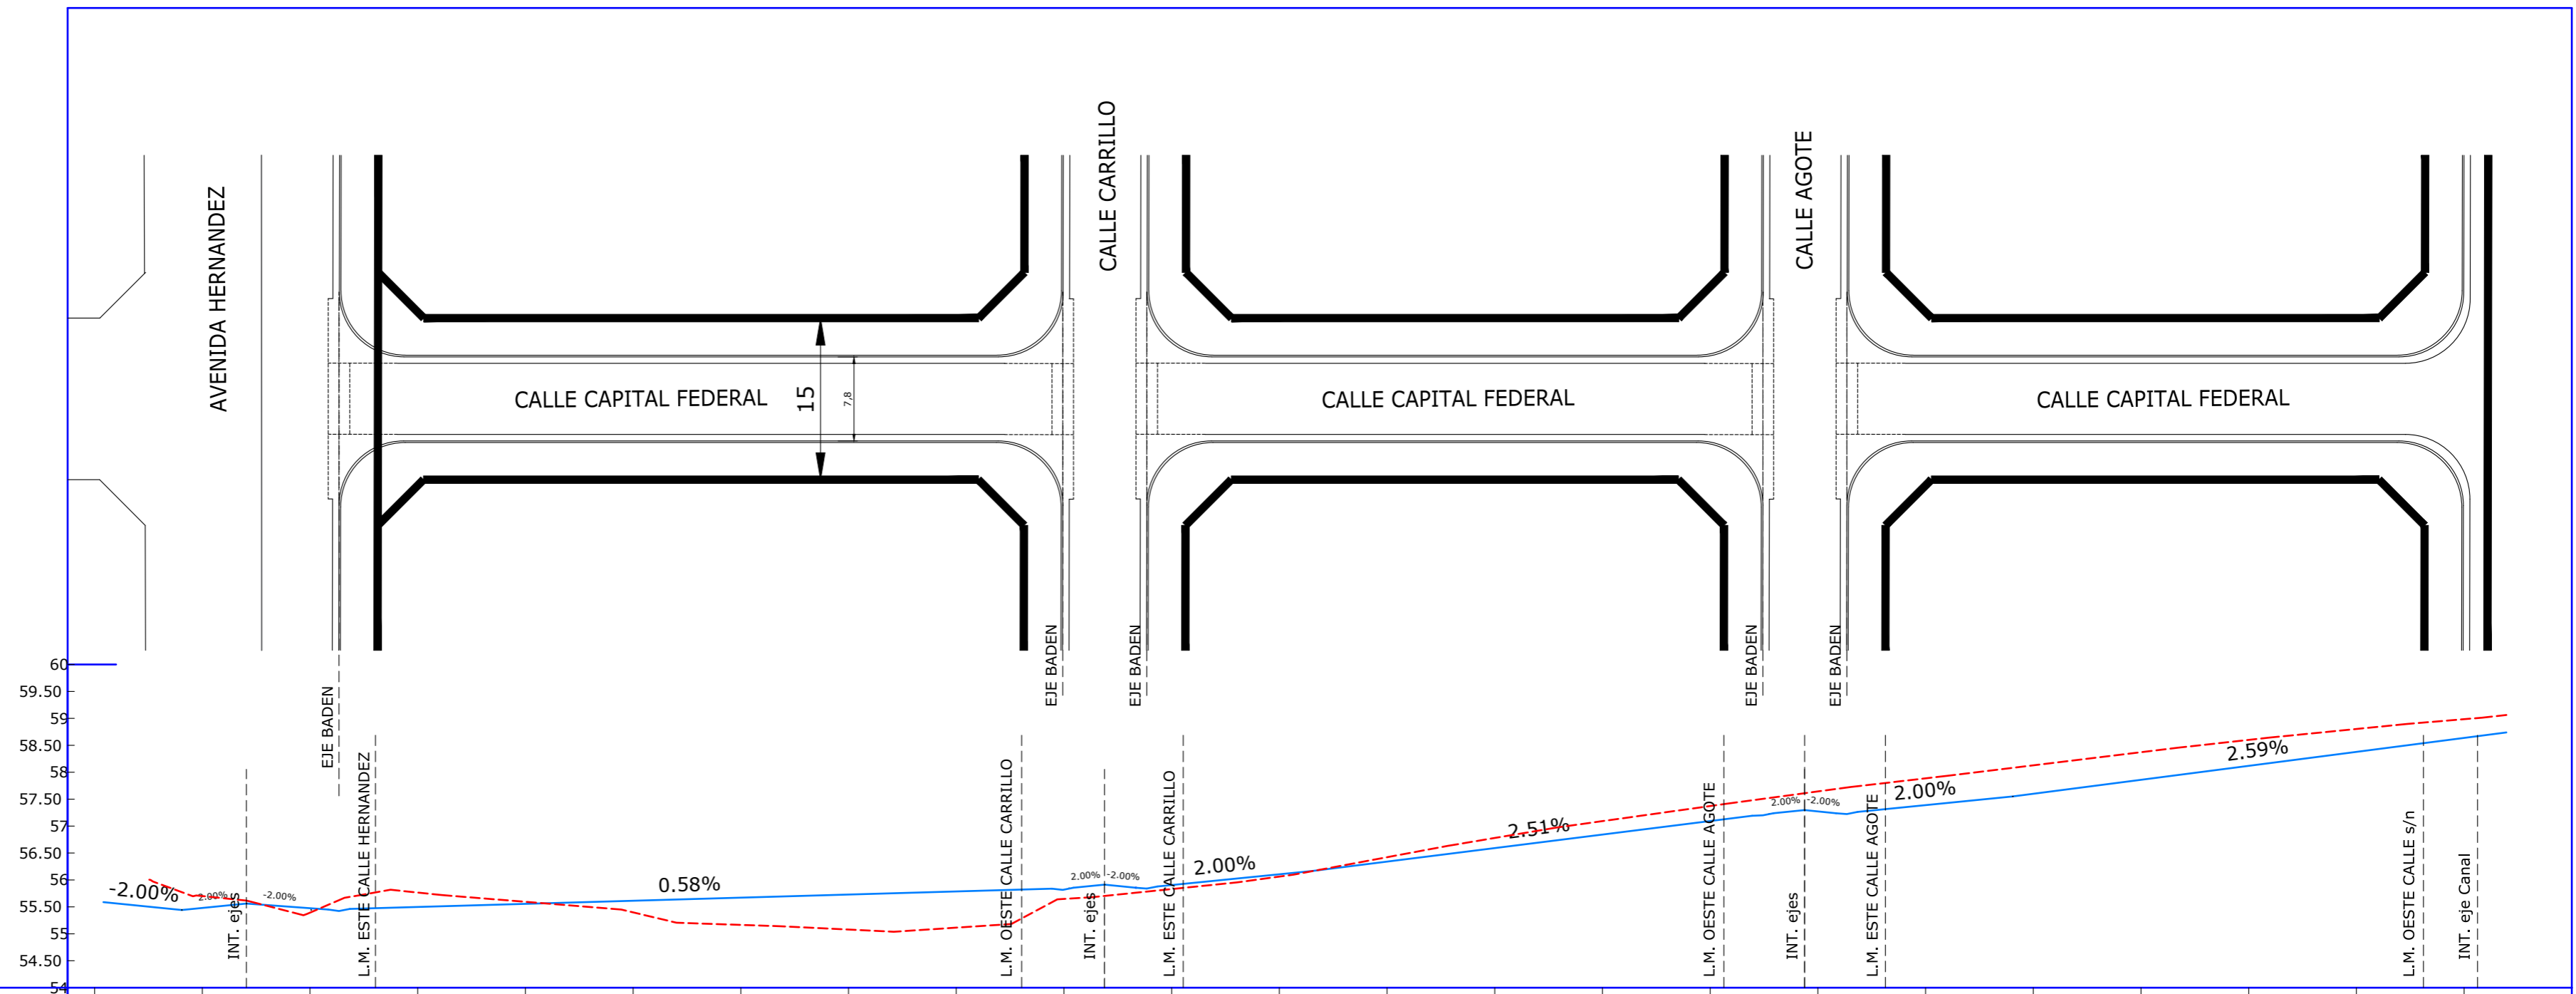 AVENIDA HERNANDEZ
CALLE CARRILLO
CALLE AGOTE
CALLE CAPITAL FEDERAL
15
7,8
CALLE CAPITAL FEDERAL
CALLE CAPITAL FEDERAL
EJE BADEN
EJE BADEN
EJE BADEN
EJE BADEN
EJE BADEN
60
59.50
59
58.50
58
57.50
57
56.50
56
55.50
55
54.50
54
-2.00%
2.00%
-2.00%
INT. ejes
L.M. ESTE CALLE HERNANDEZ
0.58%
L.M. OESTE CALLE CARRILLO
2.00%
-2.00%
INT. ejes
L.M. ESTE CALLE CARRILLO
2.00%
2.51%
L.M. OESTE CALLE AGOTE
2.00%
-2.00%
INT. ejes
L.M. ESTE CALLE AGOTE
2.00%
2.59%
L.M. OESTE CALLE s/n
INT. eje Canal